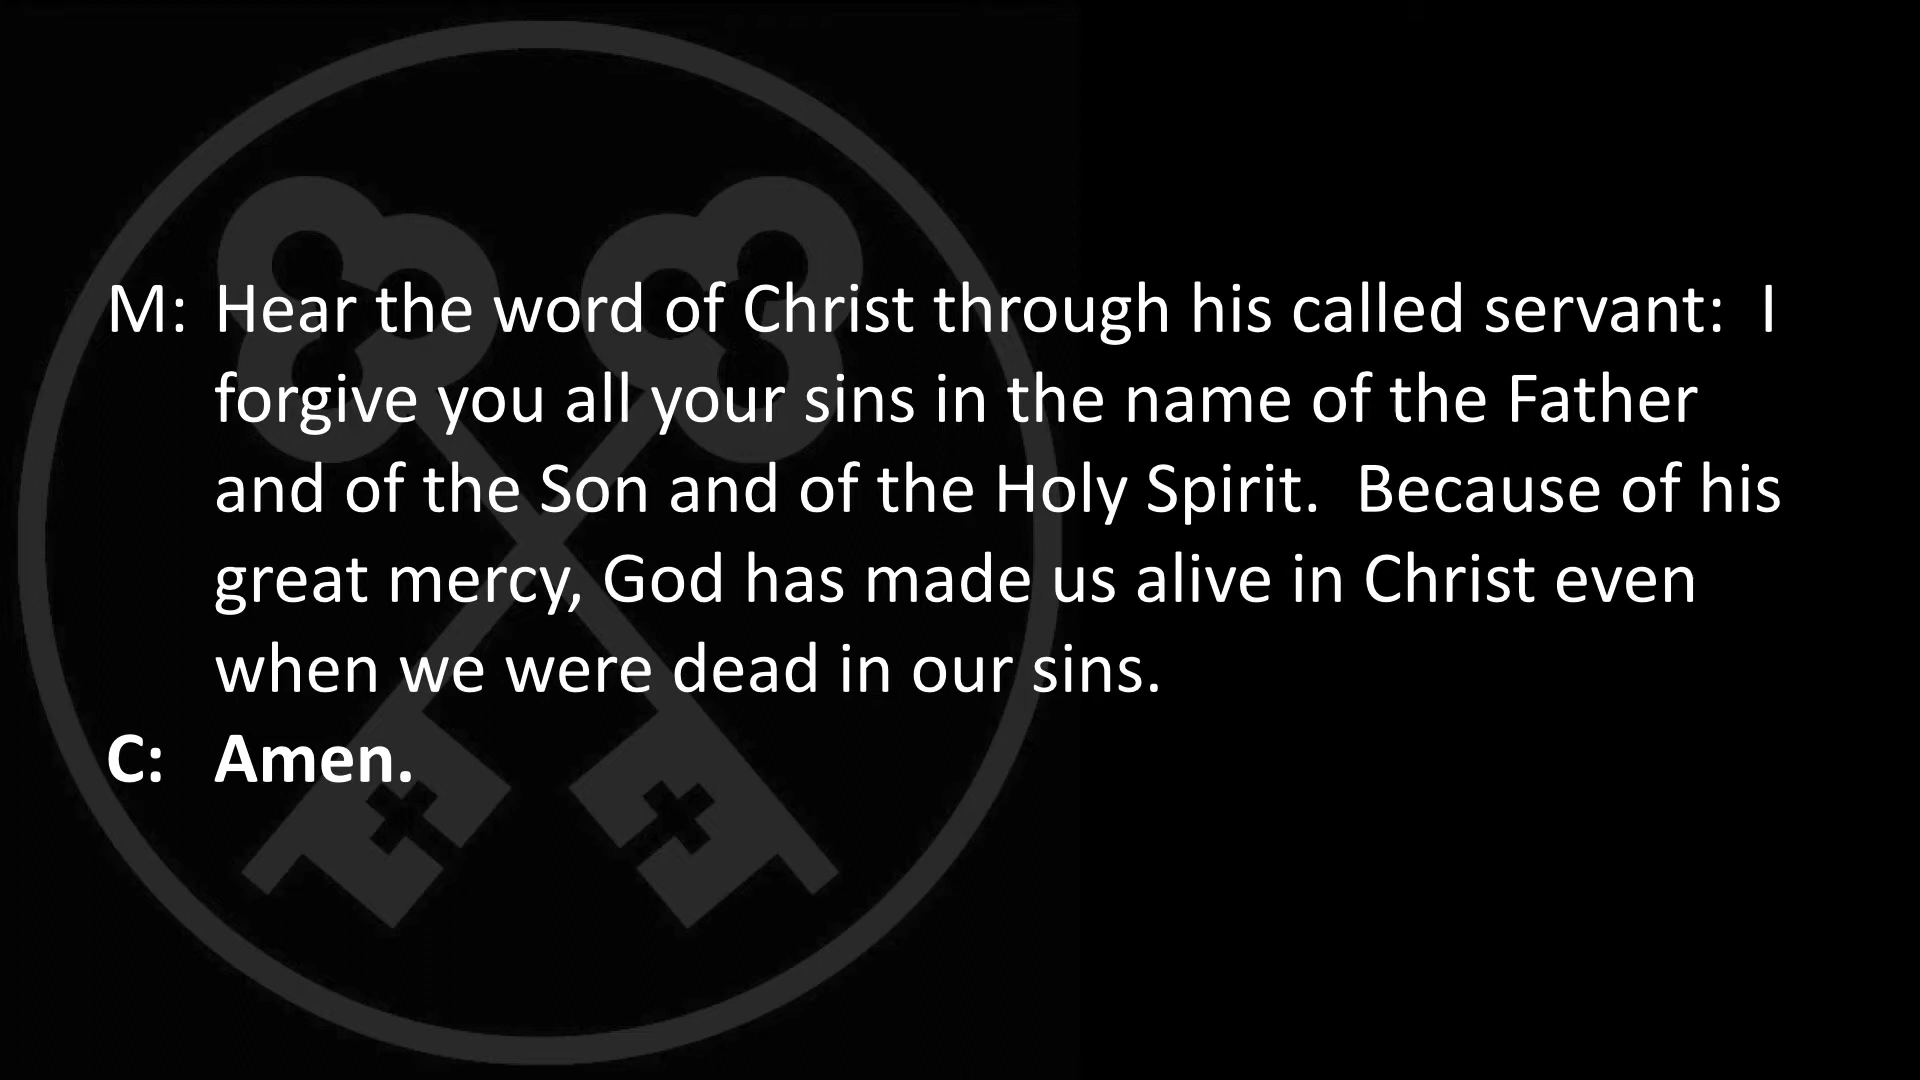 M: Hear the word of Christ through his called servant:  I
forgive you all your sins in the name of the Father
and of the Son and of the Holy Spirit.  Because of his
great mercy, God has made us alive in Christ even
when we were dead in our sins.
C: Amen.